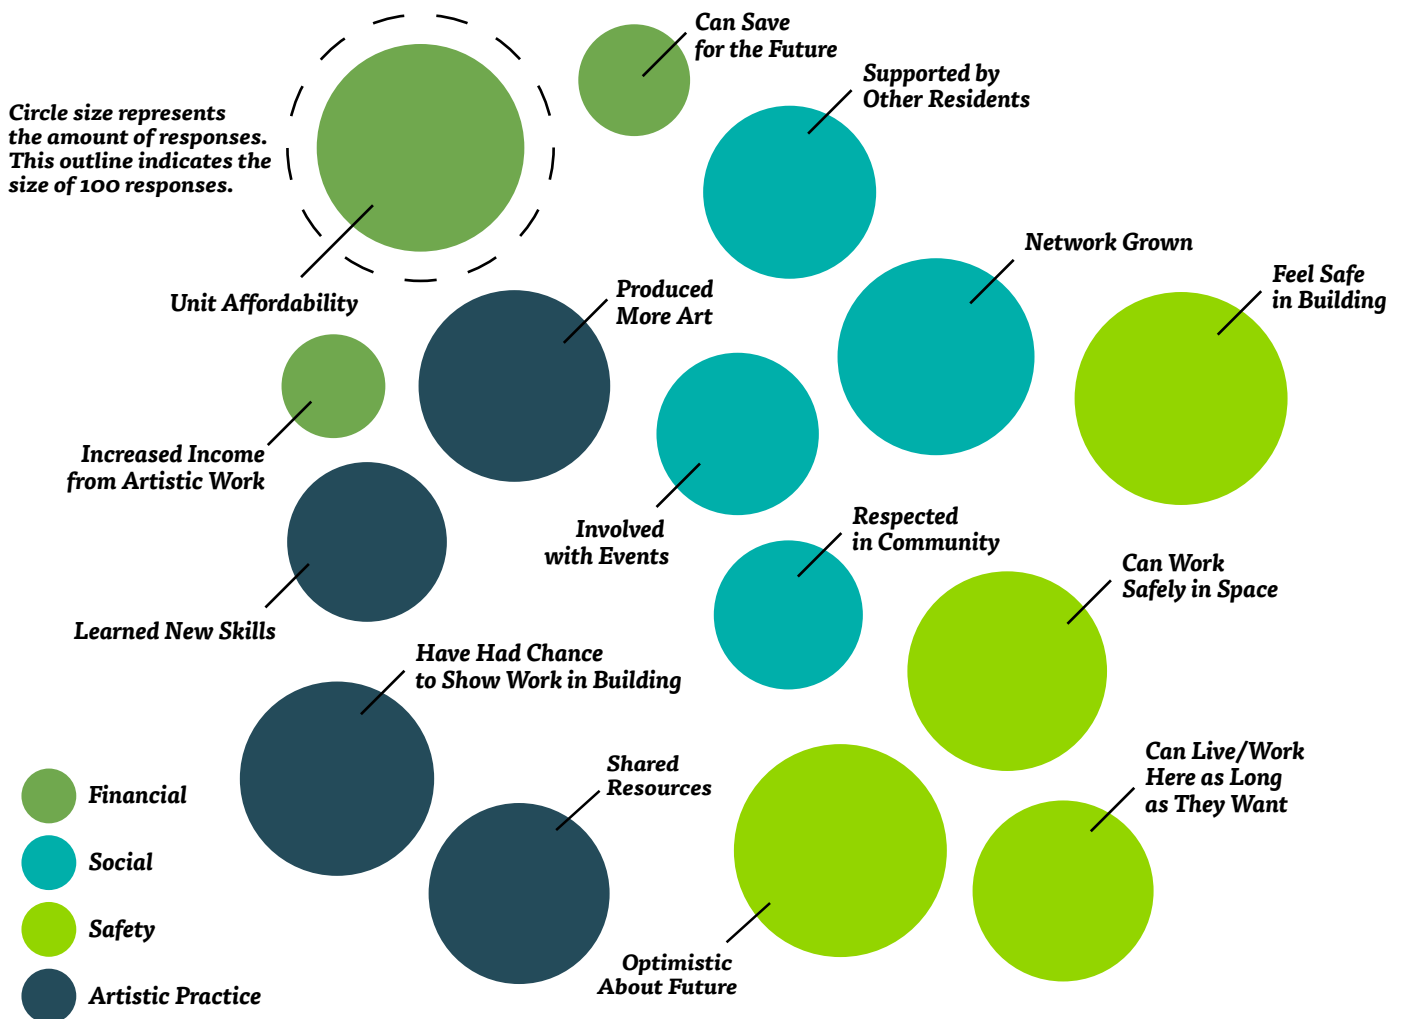 Can Save
for the Future
Supported by
Other Residents
Circle size represents
the amount of responses.
This outline indicates the
size of 100 responses.
Network Grown
Feel Safe
in Building
Unit Affordability
Produced
More Art
Increased Income
from Artistic Work
Involved
with Events
Respected
in Community
Can Work
Safely in Space
Learned New Skills
Have Had Chance
to Show Work in Building
Shared
Resources
Can Live/Work
Here as Long
as They Want
Optimistic
About Future
Financial
Social
Safety
Artistic Practice